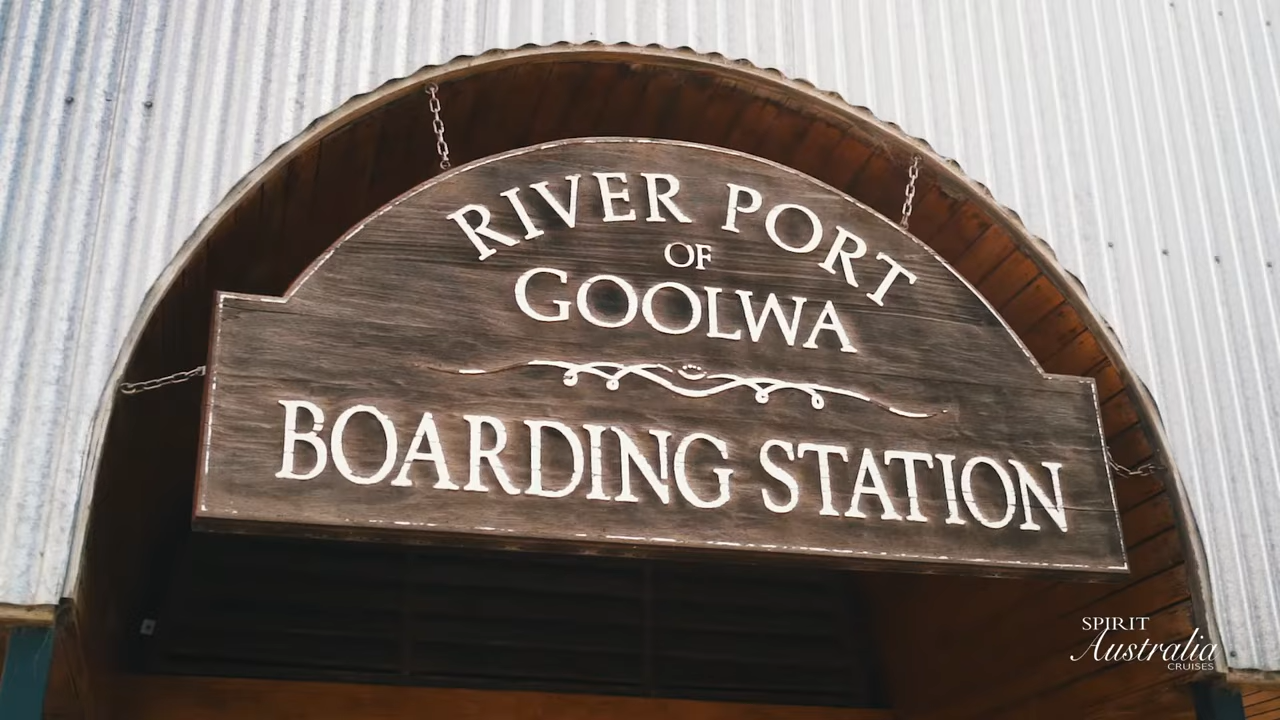 RIVER PORT
OF
GOOLWA
BOARDING STATION
SPIRIT
Australia
CRUISES